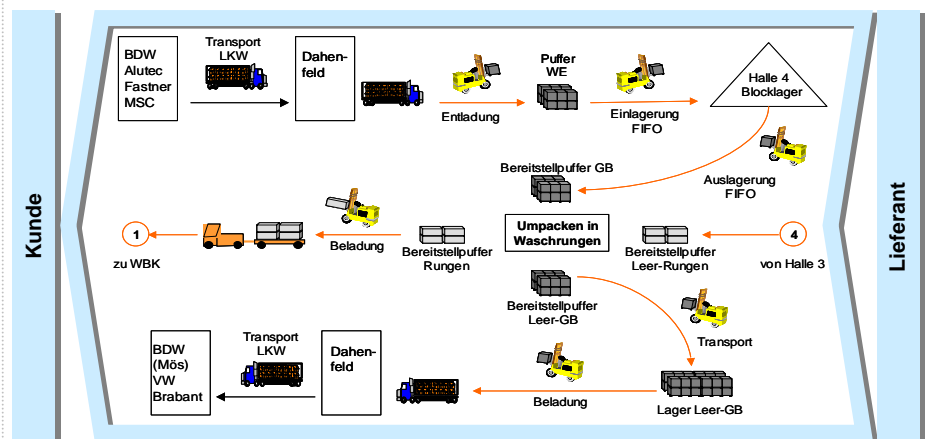 Kunde
Lieferant
BDW
Alutec
Fastner
MSC
Transport
LKW
Dahen-
feld
Entladung
Puffer
WE
Einlagerung
FIFO
Halle 4
Blocklager
Auslagerung
FIFO
Bereitstellpuffer GB
Umpacken in
Waschrungen
1
zu WBK
Beladung
Bereitstellpuffer
Rungen
Bereitstellpuffer
Leer-Rungen
4
von Halle 3
Bereitstellpuffer
Leer-GB
Transport
BDW
(Mös)
VW
Brabant
Transport
LKW
Dahen-
feld
Beladung
Lager Leer-GB